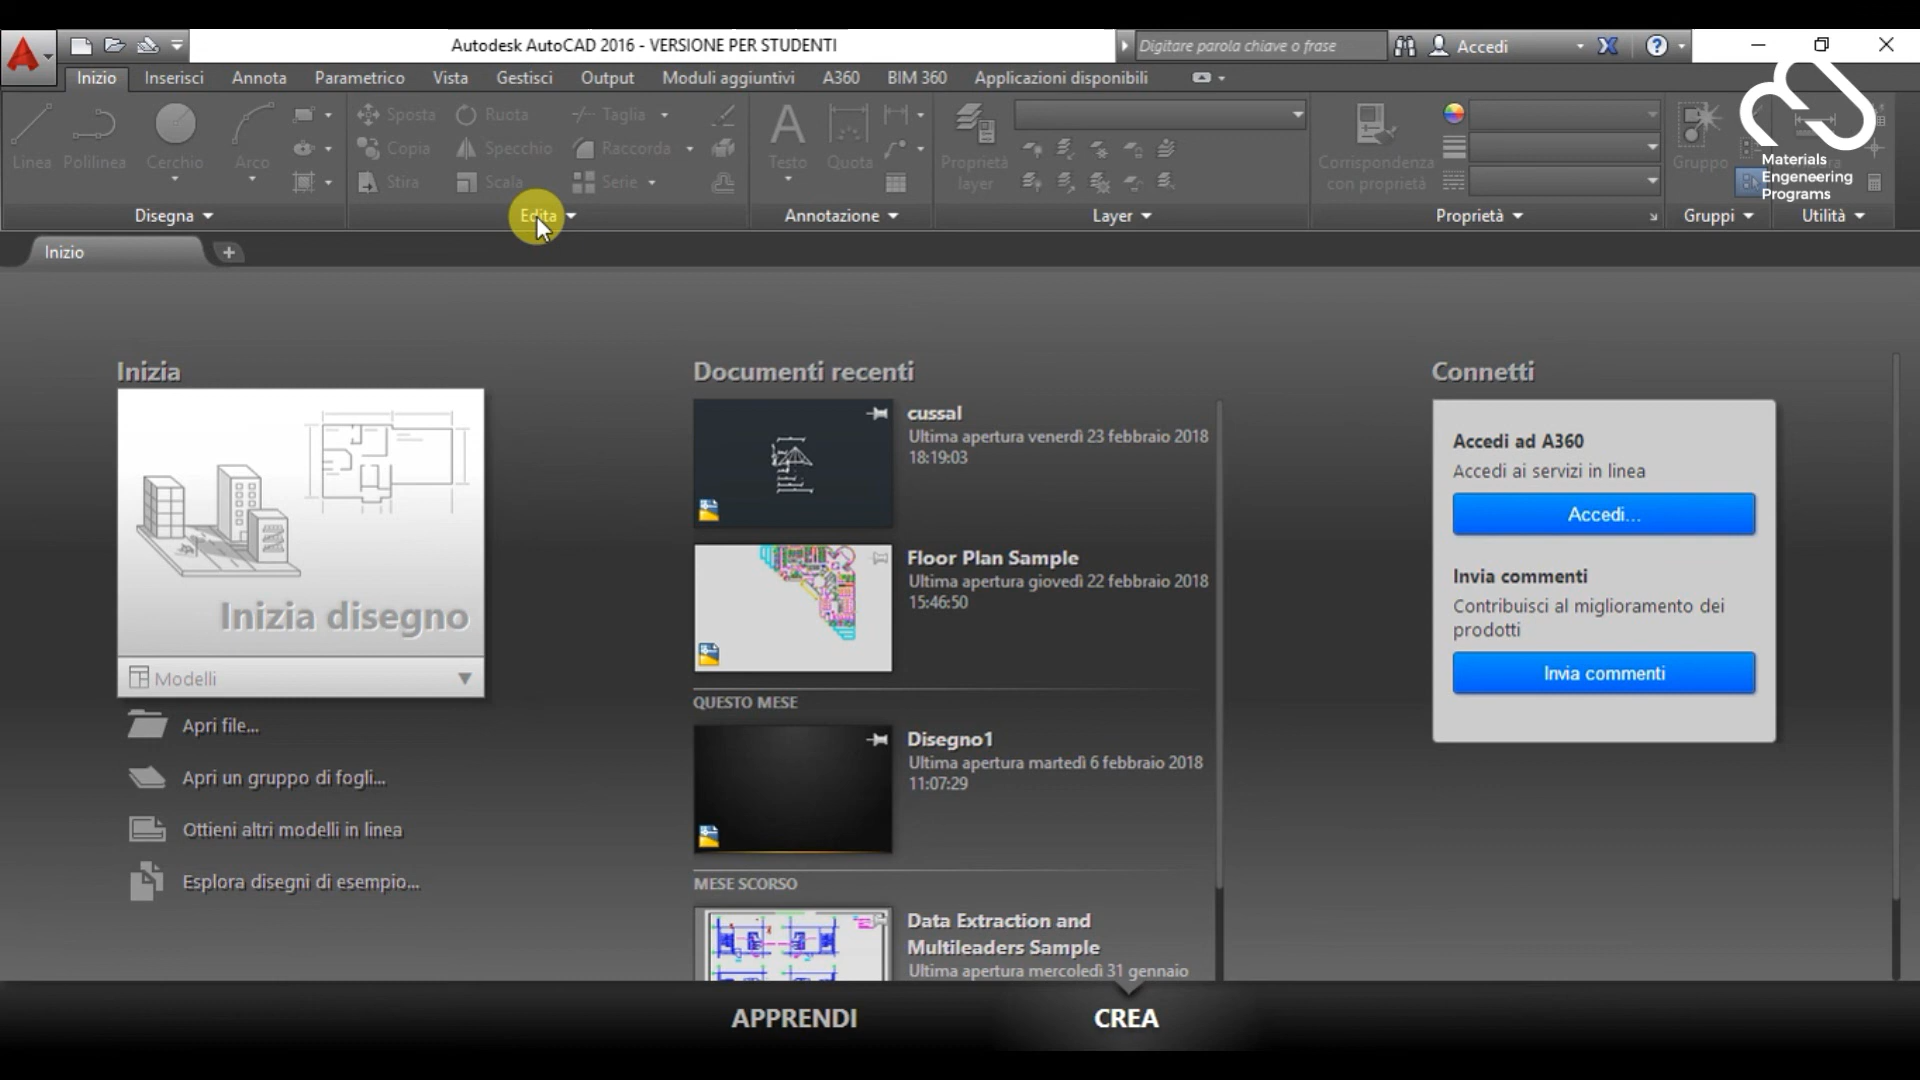 Autodesk AutoCAD 2016 - VERSIONE PER STUDENTI
Digitare parola chiave o frase
Accedi
Inizio
Inserisci
Annota
Parametrico
Vista
Gestisci
Output
Moduli aggiuntivi
A360
BIM 360
Applicazioni disponibili
Linea
Polilinea
Cerchio
Arco
Sposta
Ruota
Taglia
Copia
Specchio
Raccorda
Stira
Scala
Serie
Testo
Quota
Proprietà
layer
Corrispondenza
con proprietà
Gruppo
Materials
Engeneering
Programs
Disegna
Edita
Annotazione
Layer
Proprietà
Gruppi
Utilità
Inizio
Inizia
Inizia disegno
Modelli
Apri file...
Apri un gruppo di fogli...
Ottieni altri modelli in linea
Esplora disegni di esempio...
Documenti recenti
cussal
Ultima apertura venerdì 23 febbraio 2018
18:19:03
Floor Plan Sample
Ultima apertura giovedì 22 febbraio 2018
15:46:50
QUESTO MESE
Disegno1
Ultima apertura martedì 6 febbraio 2018
11:07:29
MESE SCORSO
Data Extraction and
Multileaders Sample
Ultima apertura mercoledì 31 gennaio
Connetti
Accedi ad A360
Accedi ai servizi in linea
Accedi...
Invia commenti
Contribuisci al miglioramento dei
prodotti
Invia commenti
APPRENDI
CREA